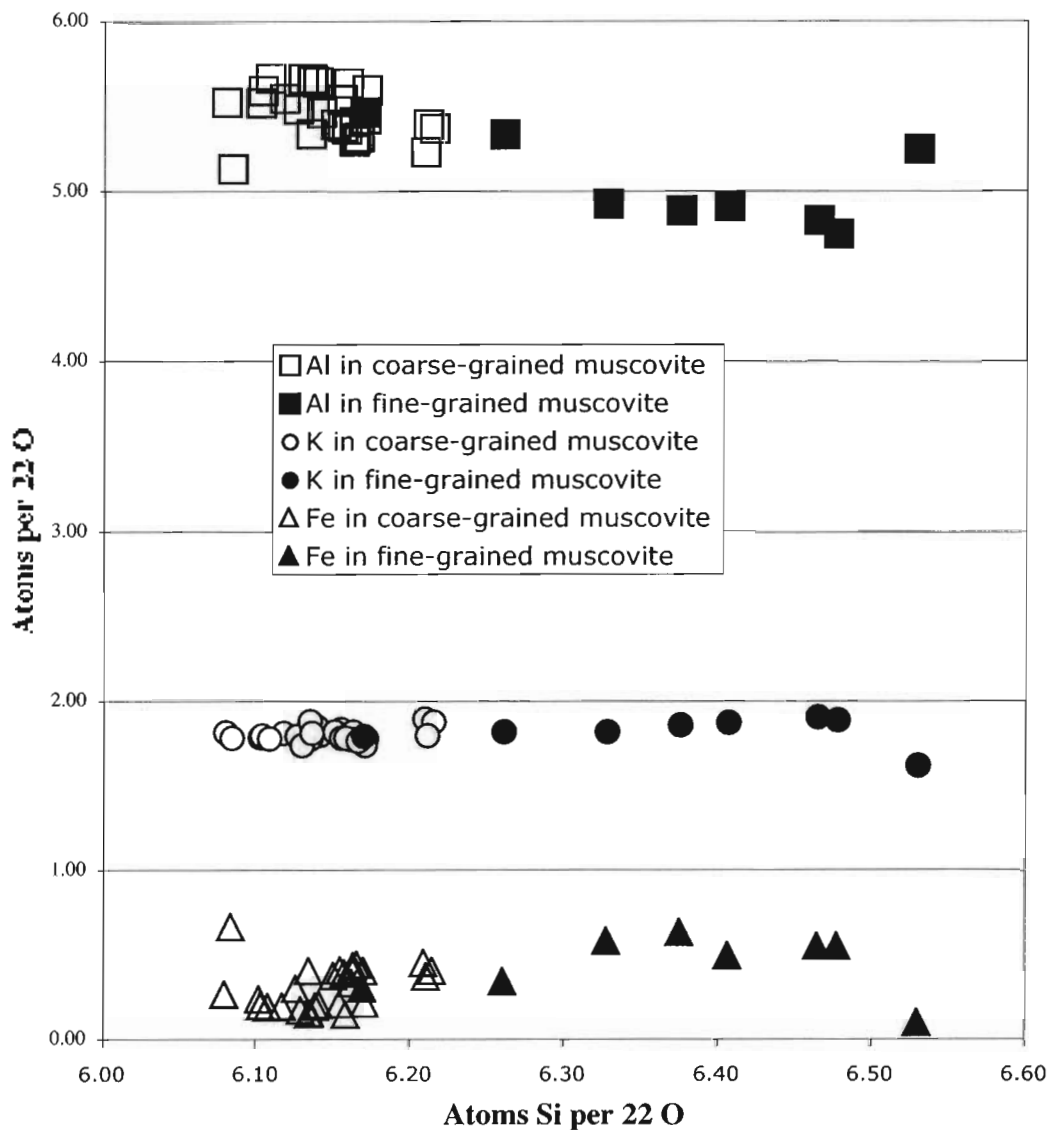 6.00
5.00
4.00
Al in coarse-grained muscovite
Al in fine-grained muscovite
K in coarse-grained muscovite
K in fine-grained muscovite
Fe in coarse-grained muscovite
Fe in fine-grained muscovite
3.00
2.00
1.00
0.00
Atoms per 22 O
6.00 6.10 6.20 6.30 6.40 6.50 6.60
Atoms Si per 22 O